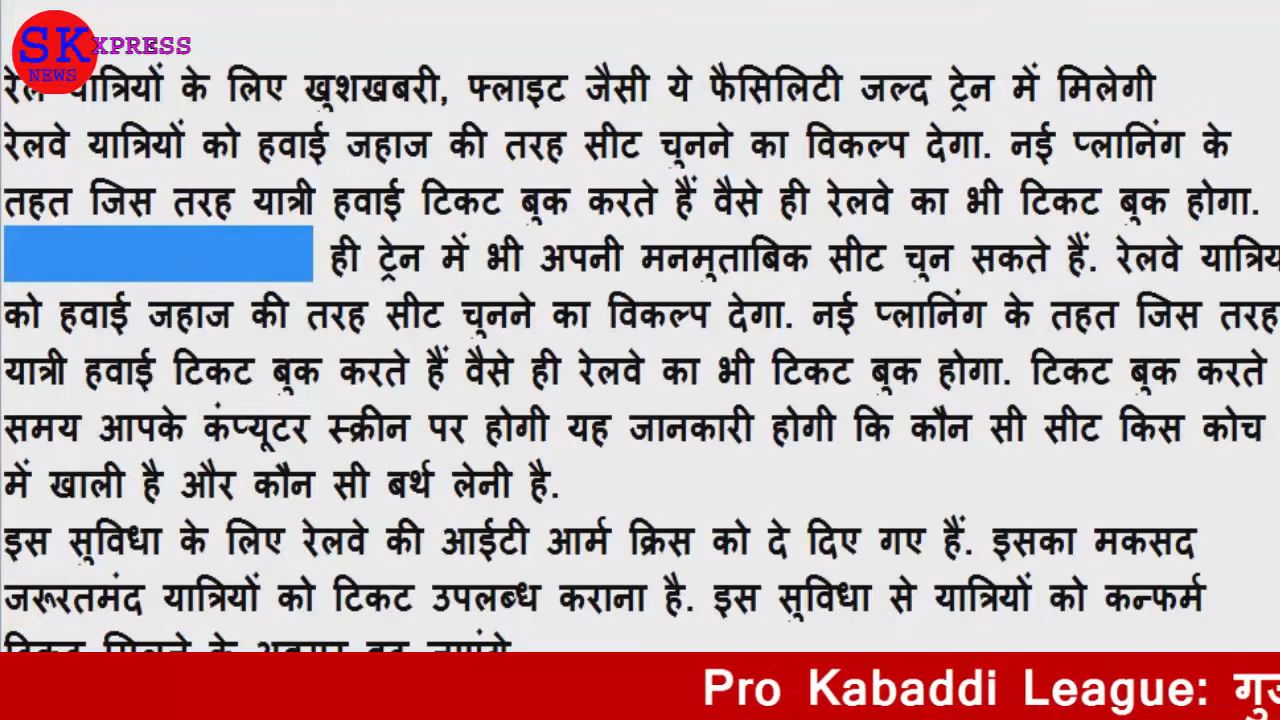 SK XPRESS
NEWS
रेल यात्रियों के लिए खुशखबरी, फ्लाइट जैसी ये फैसिलिटी जल्द ट्रेन में मिलेगी
रेलवे यात्रियों को हवाई जहाज की तरह सीट चुनने का विकल्प देगा. नई प्लानिंग के
तहत जिस तरह यात्री हवाई टिकट बुक करते हैं वैसे ही रेलवे का भी टिकट बुक होगा.
ही ट्रेन में भी अपनी मनमुताबिक सीट चुन सकते हैं. रेलवे
को हवाई जहाज की तरह सीट चुनने का विकल्प देगा. नई प्लानिंग के तहत जिस तरह
यात्री हवाई टिकट बुक करते हैं वैसे ही रेलवे का भी टिकट बुक होगा. टिकट बुक करते
समय आपके कंप्यूटर स्क्रीन पर होगी यह जानकारी होगी कि कौन सी सीट किस कोच
में खाली है और कौन सी बर्थ लेनी है.
इस सुविधा के लिए रेलवे की आईटी आर्म क्रिस को दे दिए गए हैं. इसका मकसद
जरूरतमंद यात्रियों को टिकट उपलब्ध कराना है. इस सुविधा से यात्रियों को कन्फर्म
Pro Kabaddi League: